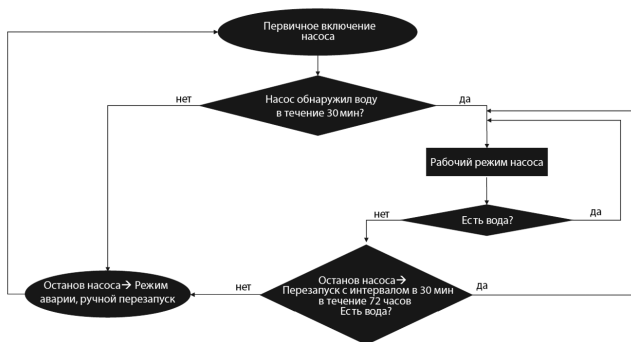 Первичное включение
насоса
нет
Насос обнаружил воду
в течение 30 мин?
да
Рабочий режим насоса
нет
Есть вода?
да
Останов насоса→ Режим
аварии, ручной перезапуск
нет
Останов насоса→
Перезапуск с интервалом в 30 мин
в течение 72 часов
Есть вода?
да